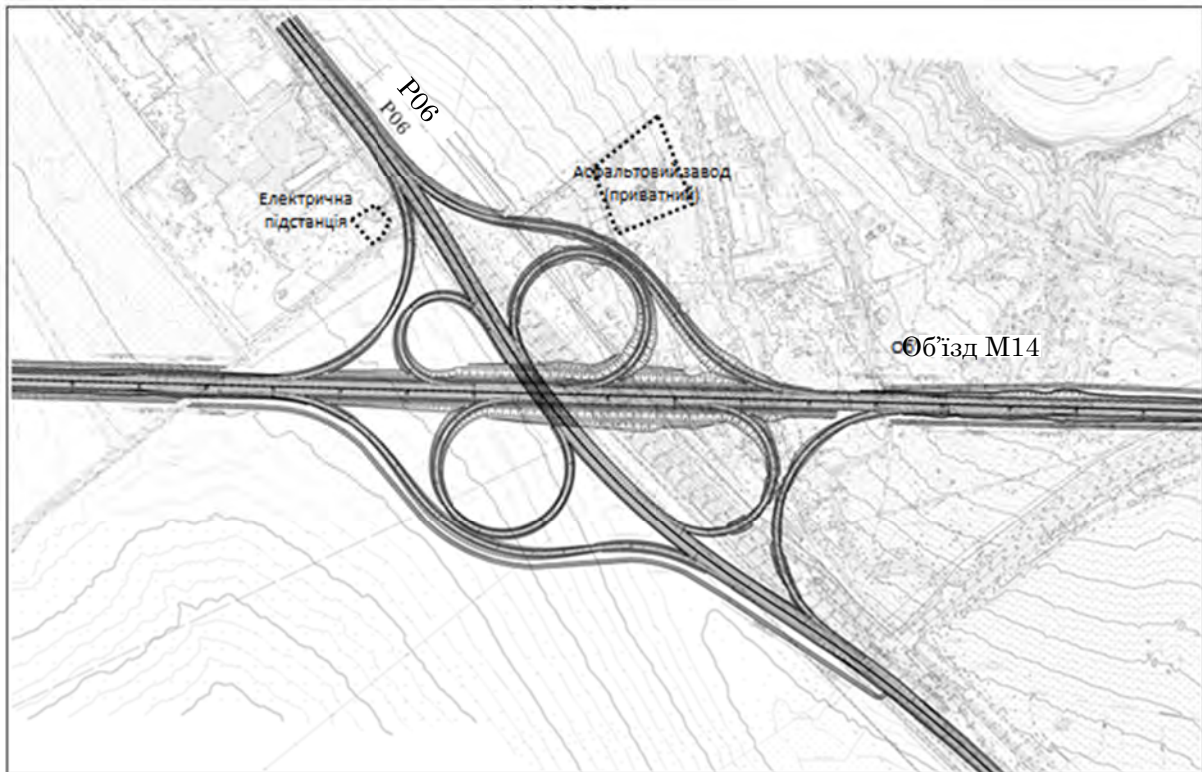 Р06
Р06
Асфальтовий завод
(приватний)
Електрична
підстанція
Об’їзд М14